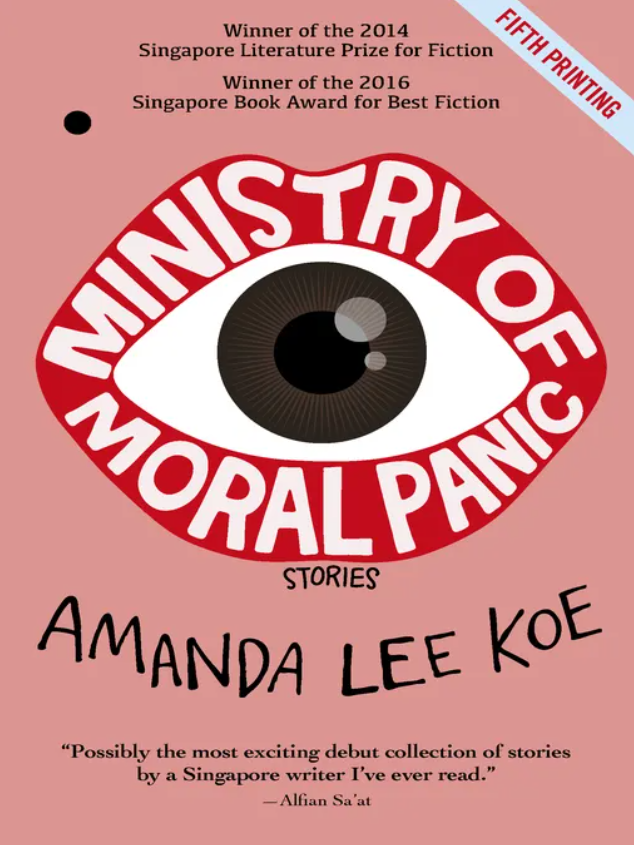 Winner of the 2014
Singapore Literature Prize for Fiction
Winner of the 2016
Singapore Book Award for Best Fiction
FIFTH PRINTING
MINISTRY OF
MORAL PANIC
STORIES
AMANDA LEE KOE
“Possibly the most exciting debut collection of stories
by a Singapore writer I’ve ever read.”
—Alfian Sa’at